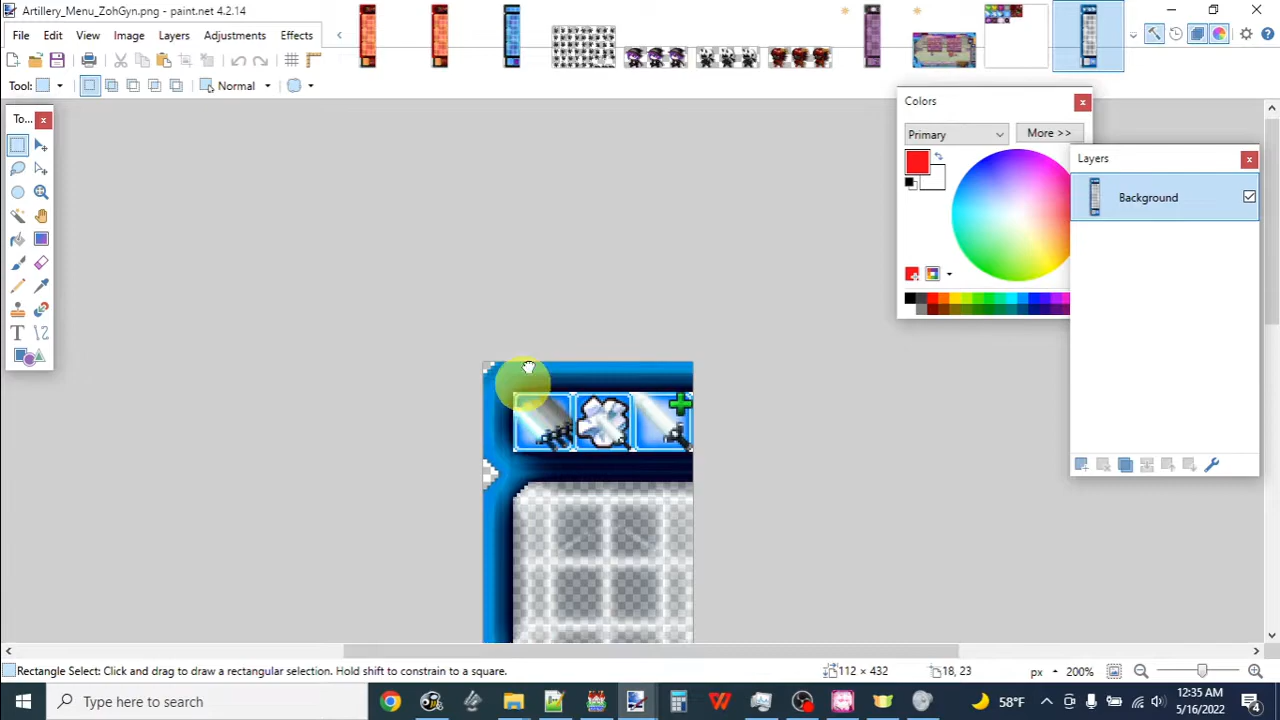 Artillery_Menu_ZohGyn.png - paint.net 4.2.14
File Edit View Image Layers Adjustments Effects
Tool: Normal
To...
Colors
Primary More >>
Layers
Background
T
Rectangle Select: Click and drag to draw a rectangular selection. Hold shift to constrain to a square. 112 × 432 18, 23 px 200%
Type here to search 58°F 12:35 AM
5/16/2022 4